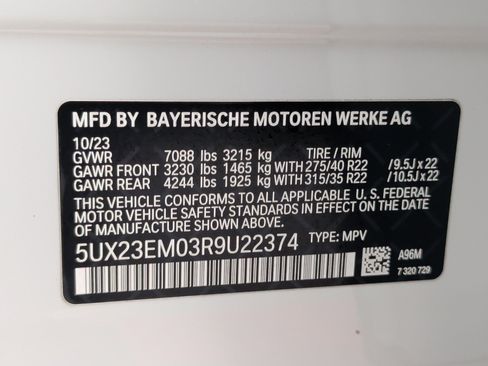 MFD BY BAYERISCHE MOTOREN WERKE AG
10/23
GVWR 7088 lbs 3215 kg TIRE / RIM
GAWR FRONT 3230 lbs 1465 kg WITH 275/40 R22 / 9.5J x 22
GAWR REAR 4244 lbs 1925 kg WITH 315/35 R22 / 10.5J x 22
THIS VEHICLE CONFORMS TO ALL APPLICABLE U. S. FEDERAL
MOTOR VEHICLE SAFETY STANDARDS IN EFFECT ON THE
DATE OF MANUFACTURE SHOWN ABOVE.
5UX23EM03R9U22374 TYPE: MPV
A96M
7 320 729